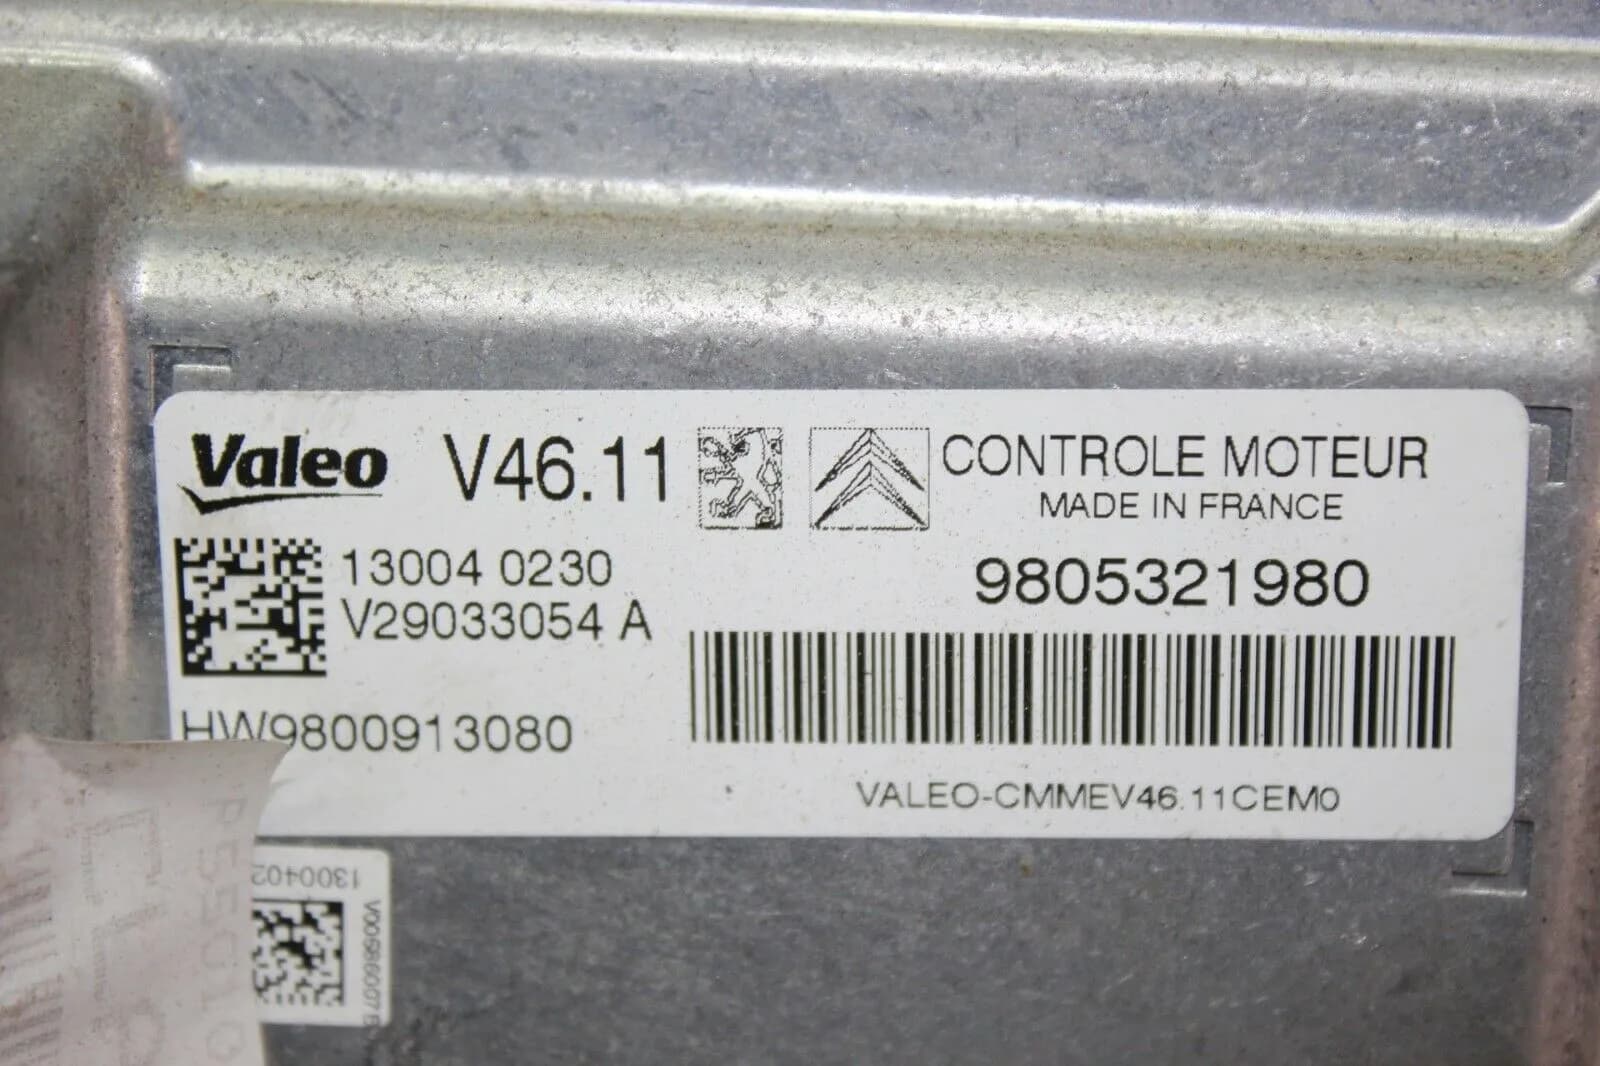 Valeo V46.11 CONTROLE MOTEUR
MADE IN FRANCE
13004 0230
V29033054 A
9805321980
HW9800913080
VALEO-CMMEV46.11CEM0